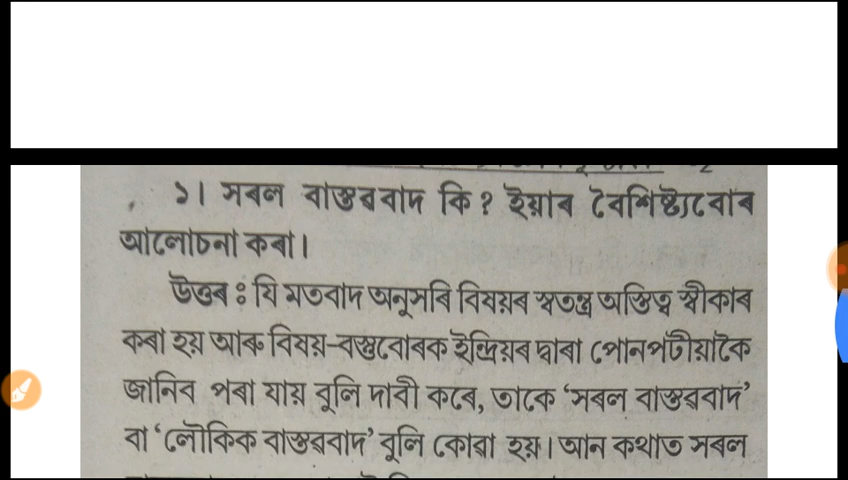 ১। সৰল বাস্তৱবাদ কি? ইয়াৰ বৈশিষ্ট্যবোৰ
আলোচনা কৰা।
উত্তৰ ঃ যি মতবাদ অনুসৰি বিষয়ৰ স্বতন্ত্ৰ অস্তিত্ব স্বীকাৰ
কৰা হয় আৰু বিষয়-বস্তুবোৰক ইন্দ্ৰিয়ৰ দ্বাৰা পোনপটীয়াকৈ
জানিব পৰা যায় বুলি দাবী কৰে, তাকে ‘সৰল বাস্তৱবাদ’
বা ‘লৌকিক বাস্তৱবাদ’ বুলি কোৱা হয়। আন কথাত সৰল